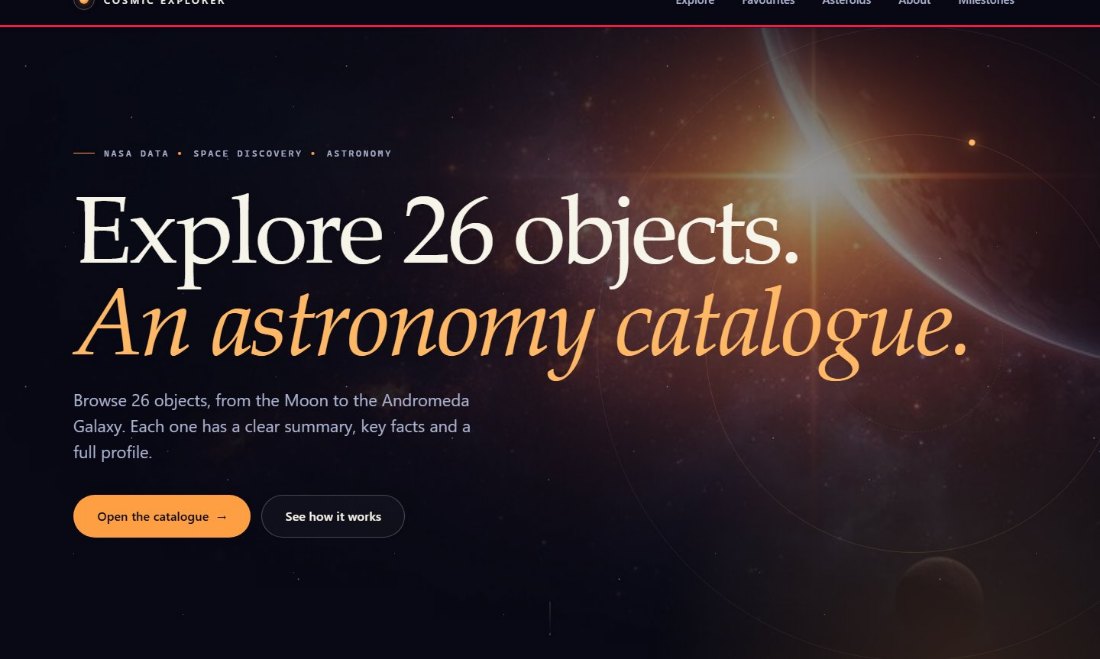 COSMIC EXPLORER
Explore Favourites Asteroids About Milestones
NASA DATA • SPACE DISCOVERY • ASTRONOMY
Explore 26 objects.
An astronomy catalogue.
Browse 26 objects, from the Moon to the Andromeda
Galaxy. Each one has a clear summary, key facts and a
full profile.
Open the catalogue →
See how it works